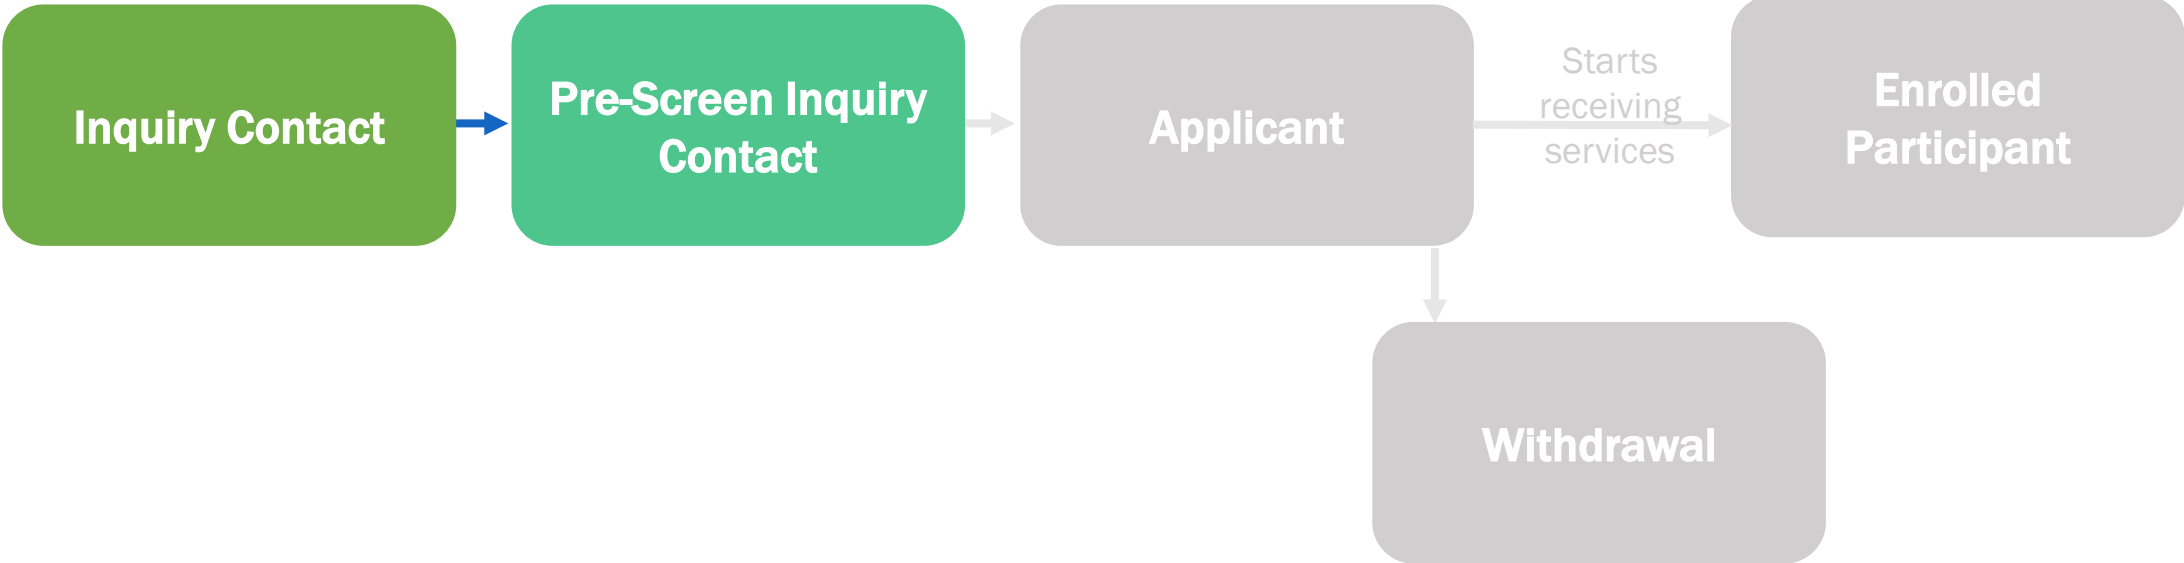 Inquiry Contact
Pre-Screen Inquiry
Contact
Applicant
Starts
receiving
services
Enrolled
Participant
Withdrawal